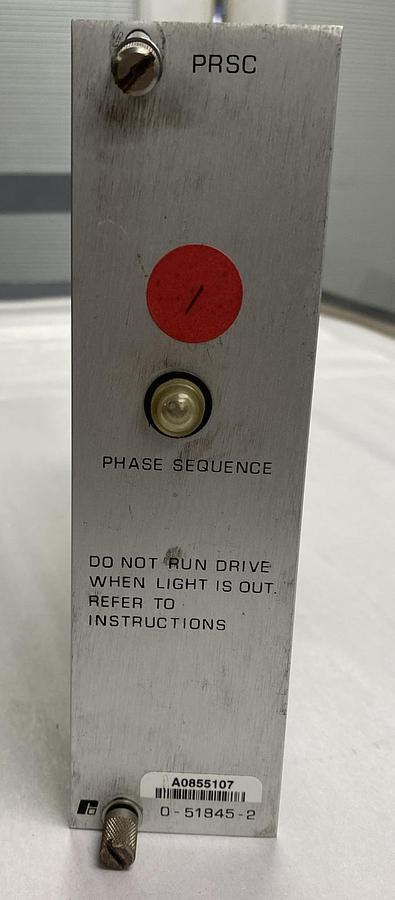 PRSC
PHASE SEQUENCE
DO NOT RUN DRIVE
WHEN LIGHT IS OUT.
REFER TO
INSTRUCTIONS
A0855107
0-51845-2